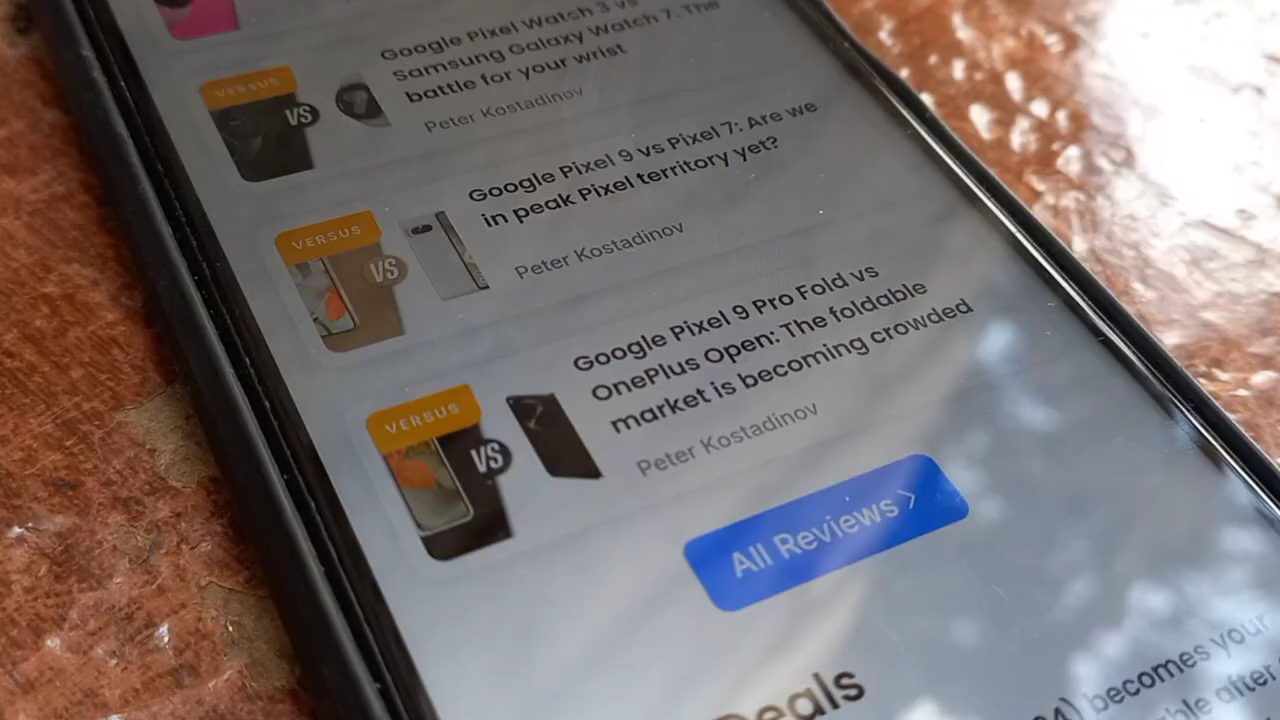 Google Pixel Watch 3 vs
Samsung Galaxy Watch 7: The
battle for your wrist
Peter Kostadinov
VERSUS
VS
Google Pixel 9 vs Pixel 7: Are we
in peak Pixel territory yet?
Peter Kostadinov
VERSUS
VS
Google Pixel 9 Pro Fold vs
OnePlus Open: The foldable
market is becoming crowded
Peter Kostadinov
VERSUS
VS
All Reviews >
Deals
becomes your
after